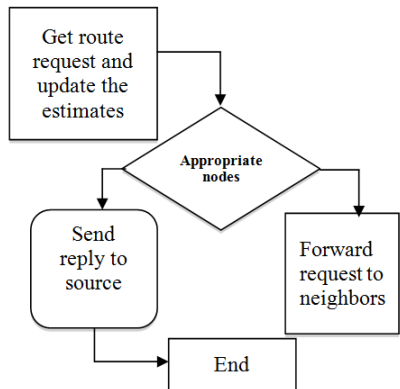 Get route
request and
update the
estimates
Appropriate
nodes
Send
reply to
source
Forward
request to
neighbors
End